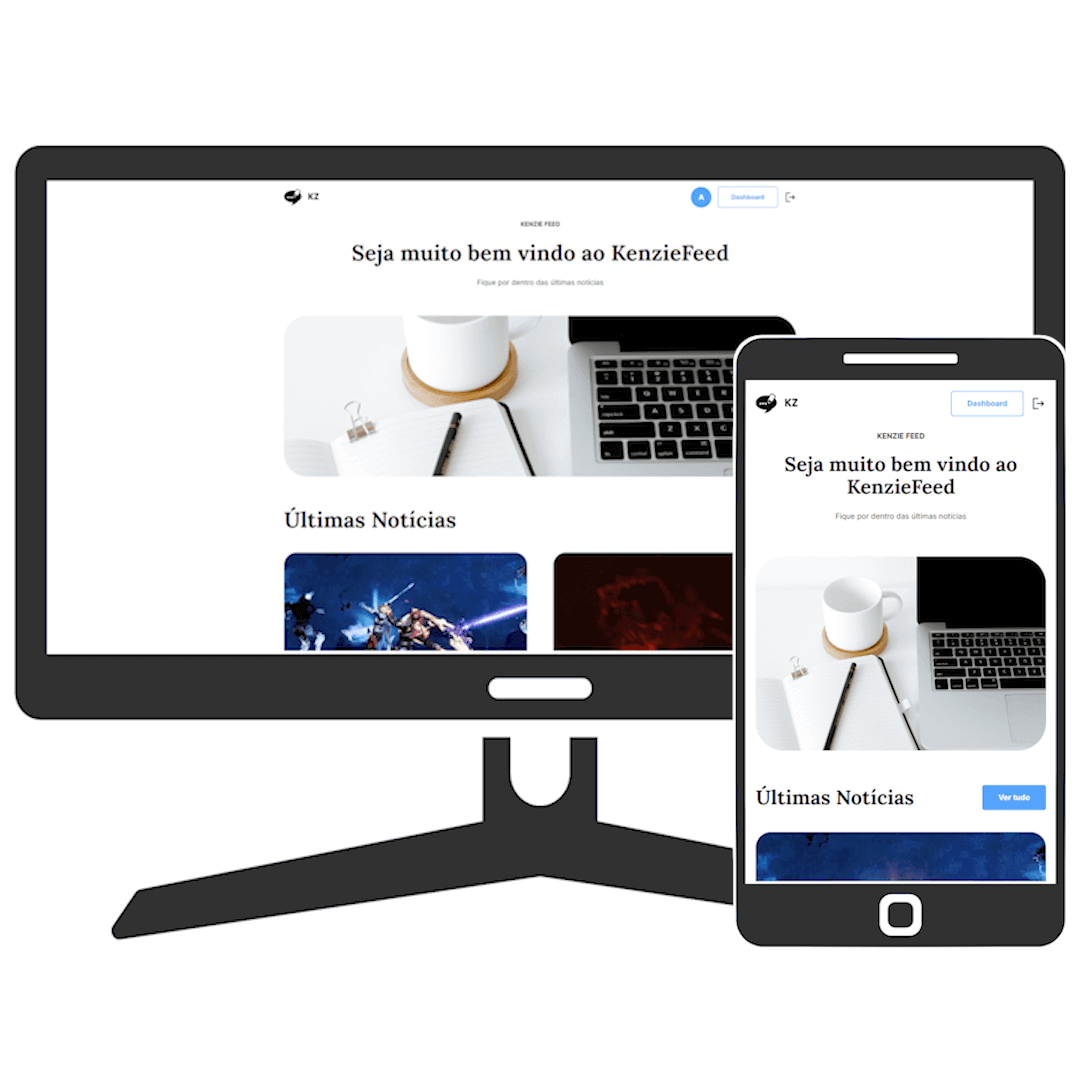 KZ
A
Dashboard
KENZIE FEED
Seja muito bem vindo ao KenzieFeed
Fique por dentro das últimas notícias
Últimas Notícias
KZ
Dashboard
KENZIE FEED
Seja muito bem vindo ao
KenzieFeed
Fique por dentro das últimas notícias
Últimas Notícias
Ver tudo